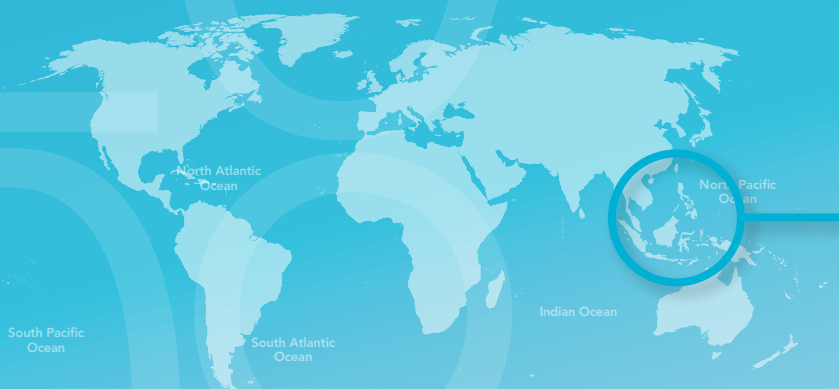 North Atlantic
Ocean
North Pacific
Ocean
Indian Ocean
South Pacific
Ocean
South Atlantic
Ocean